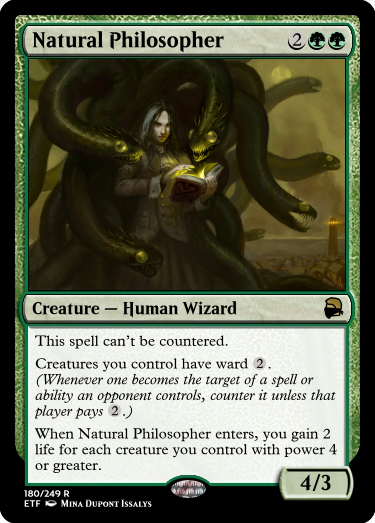 Natural Philosopher 2
Creature — Human Wizard
This spell can't be countered.
Creatures you control have ward 2.
(Whenever one becomes the target of a spell or
ability an opponent controls, counter it unless that
player pays 2.)
When Natural Philosopher enters, you gain 2
life for each creature you control with power 4
or greater.
4/3
180/249 R
ETF Mina Dupont Issalys